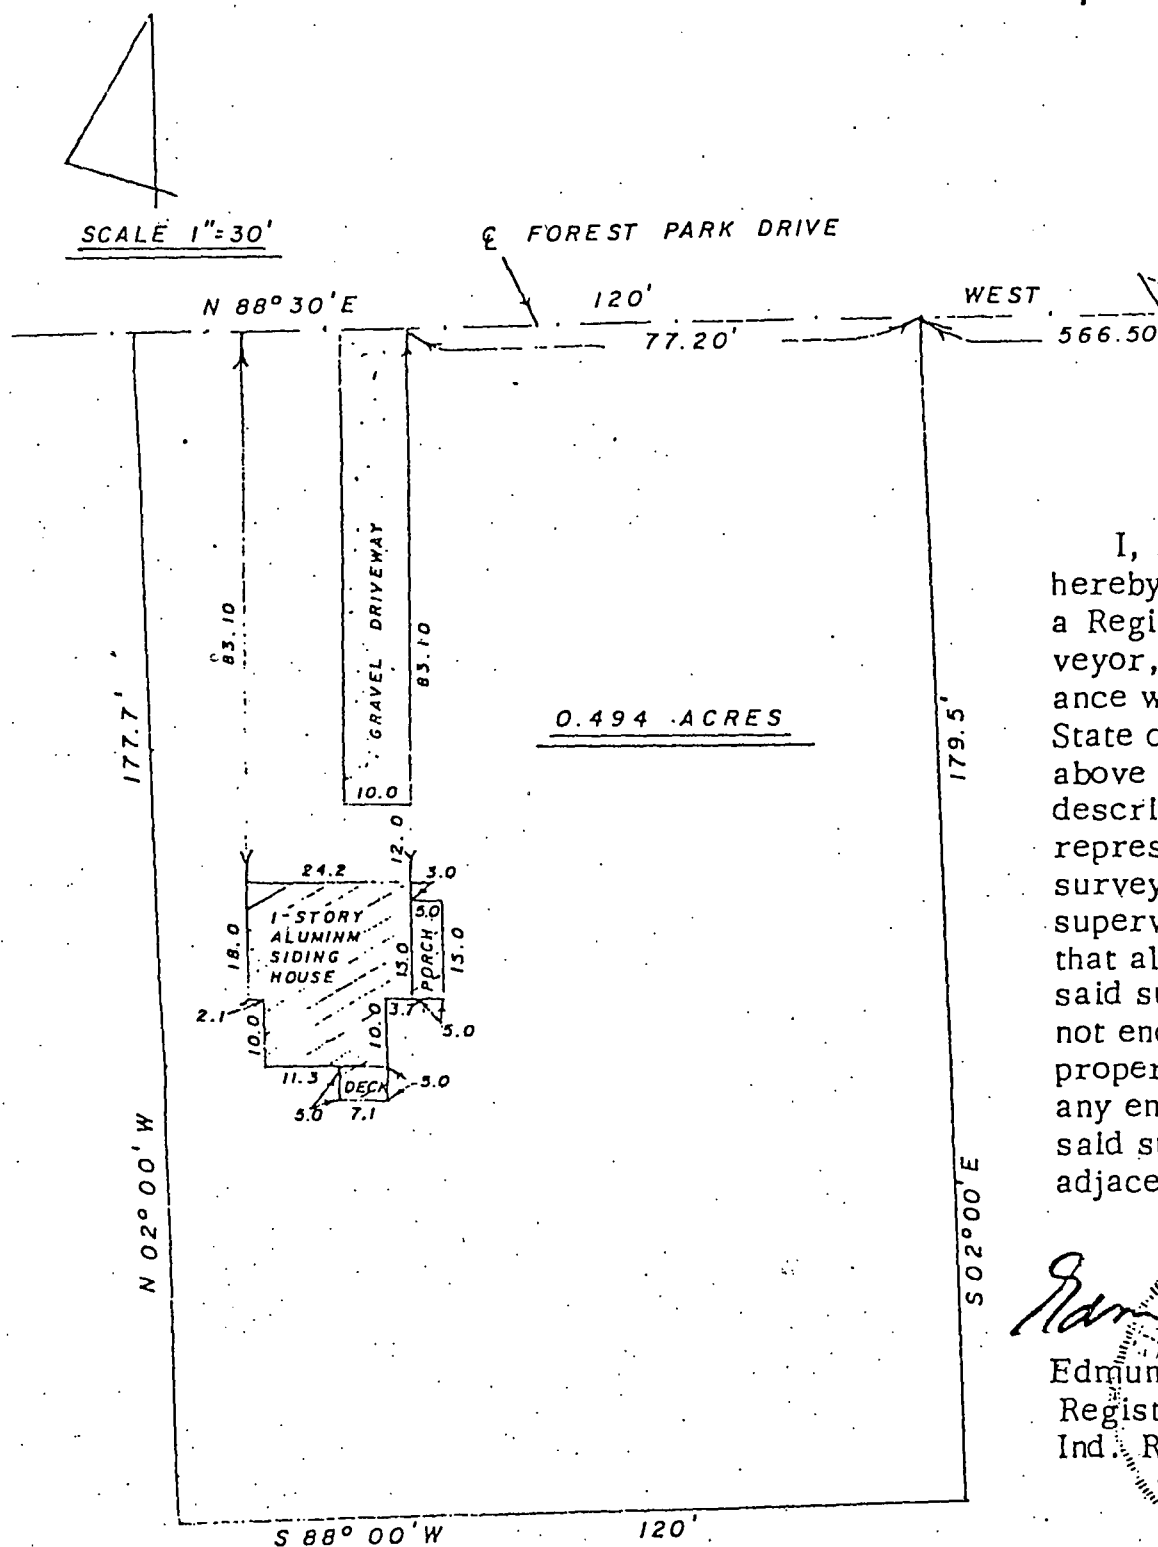 SCALE 1"=30'
℄ FOREST PARK DRIVE
N 88° 30' E
120'
WEST
77.20'
566.50
83.10
GRAVEL DRIVEWAY
83.10
177.7'
0.494 ACRES
179.5'
10.0
12.0
24.2
3.0
5.0
1-STORY
ALUMINM
SIDING
HOUSE
18.0
15.0
PORCH
15.0
2.1
10.0
10.0
3.7
5.0
11.3
DECK
5.0
5.0
7.1
N 02° 00' W
S 02° 00' E
S 88° 00' W
120'
I,
hereby
a Regi
veyor,
ance w
State o
above
descri
repres
survey
superv
that al
said su
not enc
proper
any en
said st
adjace
Edm
Edmun
Regist
Ind. R